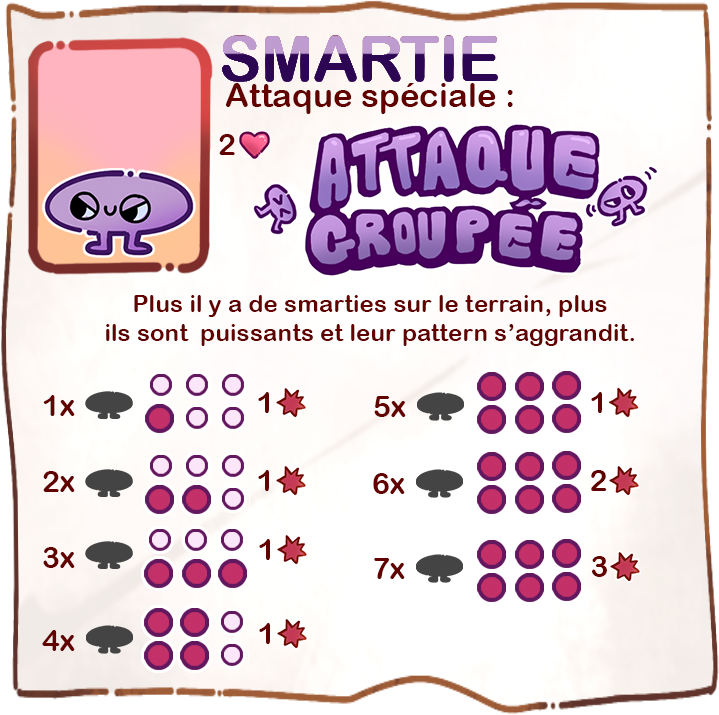 SMARTIE
Attaque spéciale :
2
ATTAQUE
GROUPÉE
Plus il y a de smarties sur le terrain, plus
ils sont puissants et leur pattern s'aggrandit.
1x 1
2x 1
3x 1
4x 1
5x 1
6x 2
7x 3